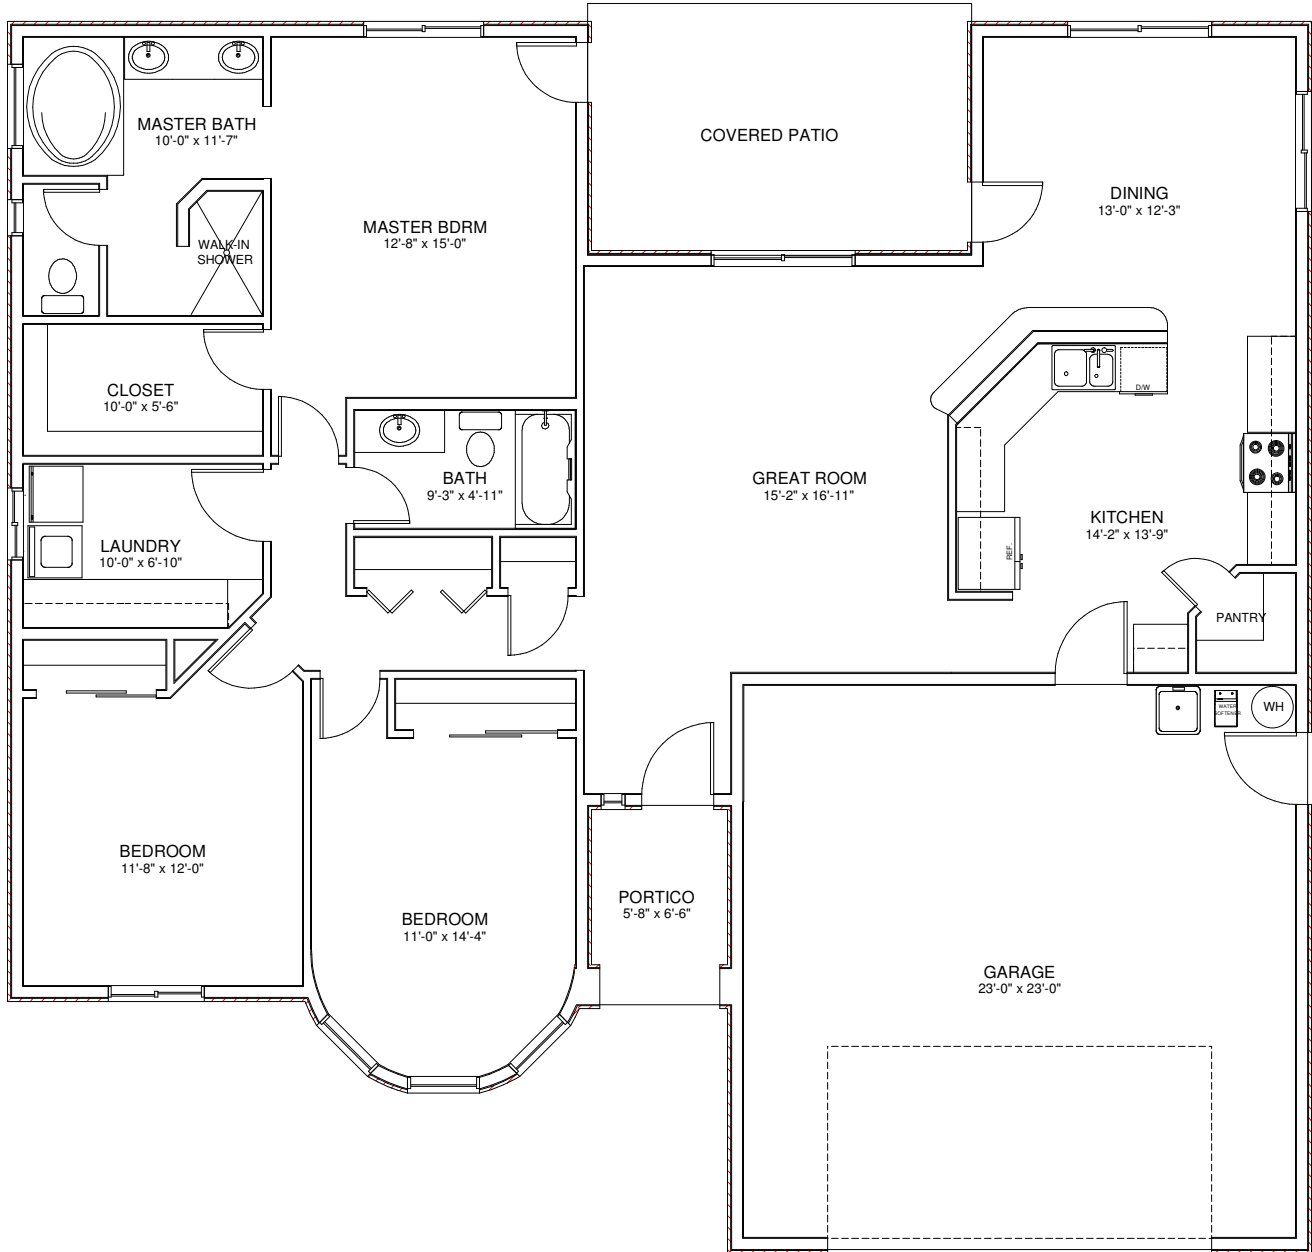 MASTER BATH
10'-0" x 11'-7"
COVERED PATIO
DINING
13'-0" x 12'-3"
MASTER BDRM
12'-8" x 15'-0"
WALK-IN
SHOWER
CLOSET
10'-0" x 5'-6"
D/W
BATH
9'-3" x 4'-11"
GREAT ROOM
15'-2" x 16'-11"
KITCHEN
14'-2" x 13'-9"
LAUNDRY
10'-0" x 6'-10"
REF.
PANTRY
WATER
SOFTENER
WH
BEDROOM
11'-8" x 12'-0"
BEDROOM
11'-0" x 14'-4"
PORTICO
5'-8" x 6'-6"
GARAGE
23'-0" x 23'-0"